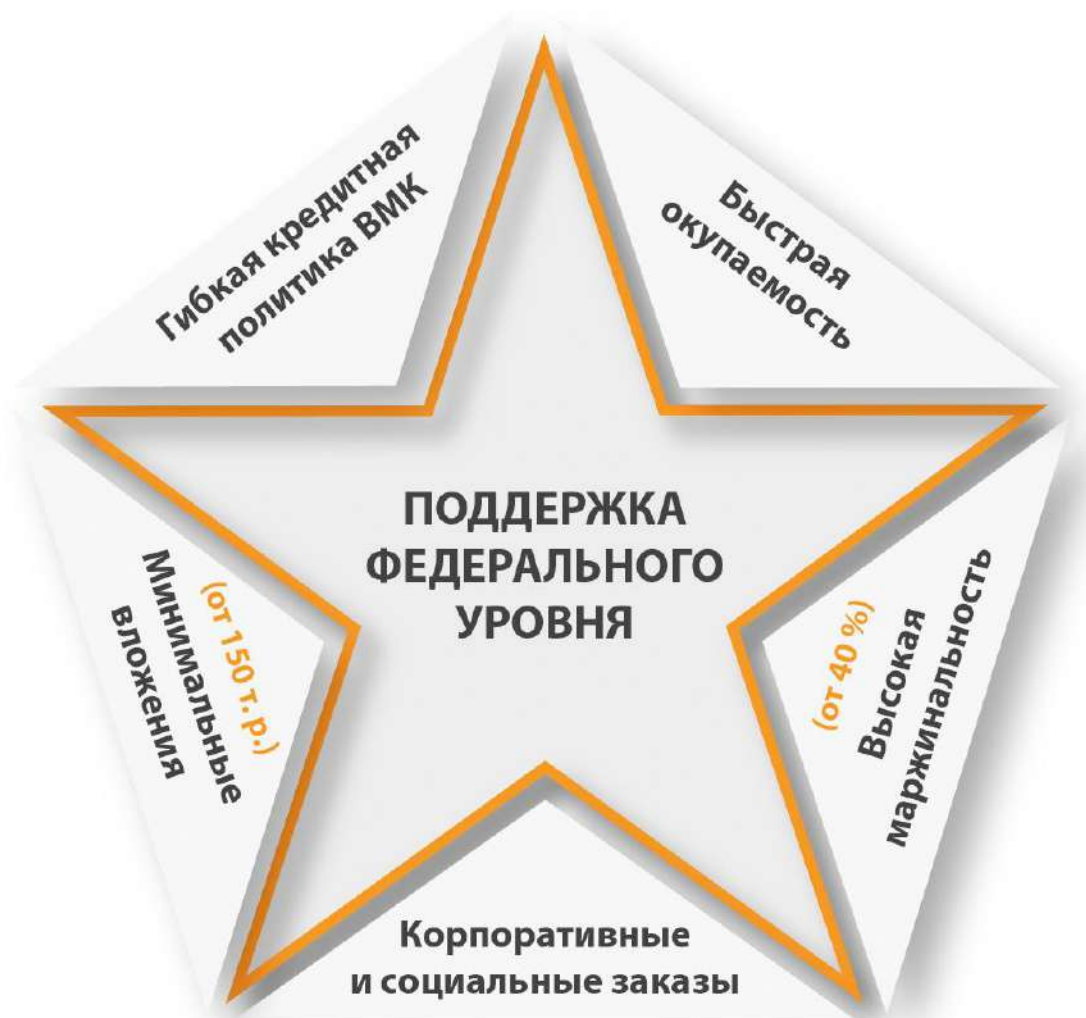 Гибкая кредитная
политика ВМК
Быстрая
окупаемость
ПОДДЕРЖКА
ФЕДЕРАЛЬНОГО
УРОВНЯ
(от 150 т. р.)
Минимальные
вложения
(от 40 %)
Высокая
маржинальность
Корпоративные
и социальные заказы